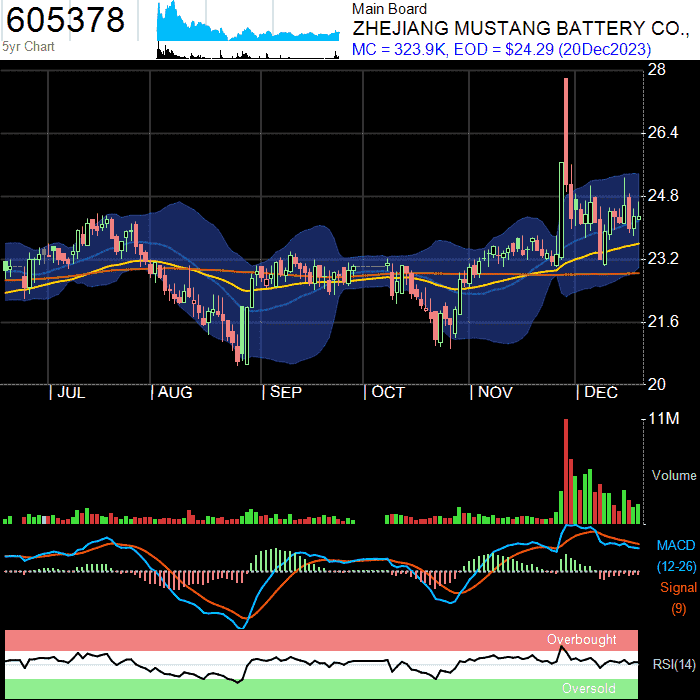 605378
5yr Chart
Main Board
ZHEJIANG MUSTANG BATTERY CO.,
MC = 323.9K, EOD = $24.29 (20Dec2023)
28
26.4
24.8
23.2
21.6
20
| JUL | AUG | SEP | OCT | NOV | DEC
11M
Volume
MACD
(12-26)
Signal
(9)
Overbought
RSI(14)
Oversold